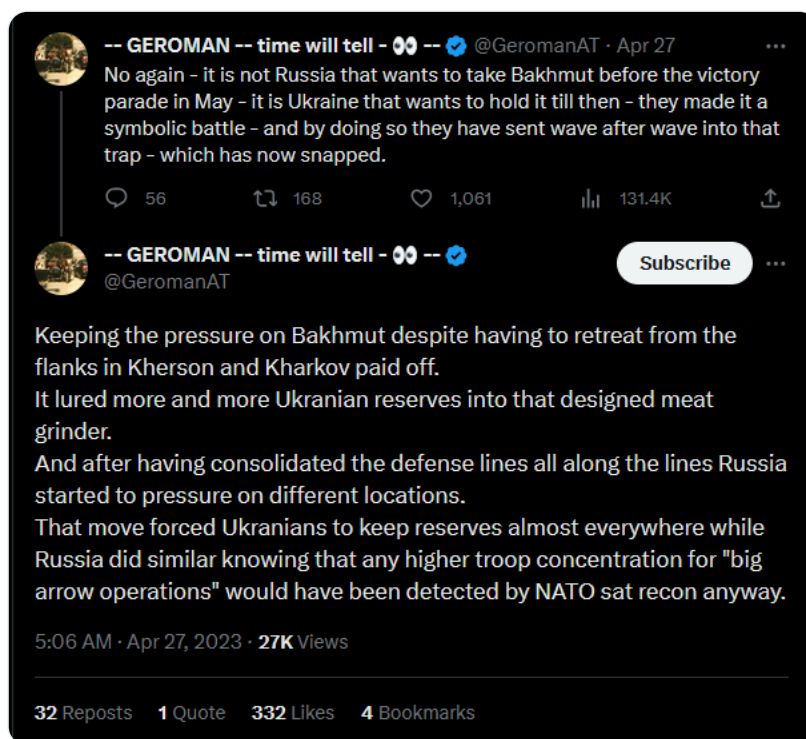 -- GEROMAN -- time will tell - 👀 -- @GeromanAT · Apr 27
No again - it is not Russia that wants to take Bakhmut before the victory
parade in May - it is Ukraine that wants to hold it till then - they made it a
symbolic battle - and by doing so they have sent wave after wave into that
trap - which has now snapped.
56 168 1,061 131.4K
-- GEROMAN -- time will tell - 👀 --
@GeromanAT
Subscribe
Keeping the pressure on Bakhmut despite having to retreat from the
flanks in Kherson and Kharkov paid off.
It lured more and more Ukranian reserves into that designed meat
grinder.
And after having consolidated the defense lines all along the lines Russia
started to pressure on different locations.
That move forced Ukranians to keep reserves almost everywhere while
Russia did similar knowing that any higher troop concentration for "big
arrow operations" would have been detected by NATO sat recon anyway.
5:06 AM · Apr 27, 2023 · 27K Views
32 Reposts 1 Quote 332 Likes 4 Bookmarks